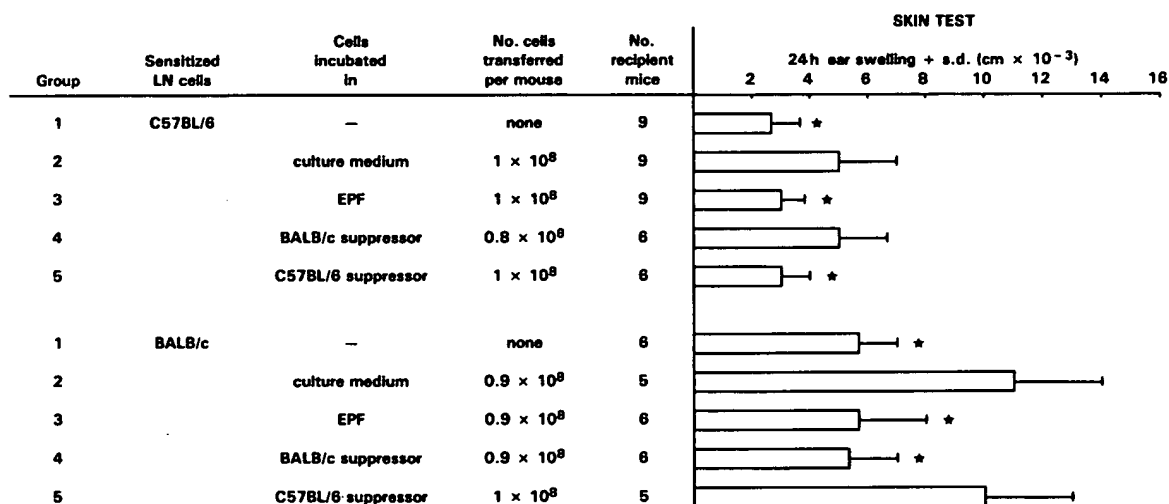 SKIN TEST
Group Sensitized LN cells Cells incubated in No. cells transferred per mouse No. recipient mice 24h ear swelling + s.d. (cm × 10⁻³)
2 4 6 8 10 12 14 16
1 C57BL/6 — none 9 ★
2 culture medium 1 × 10⁸ 9
3 EPF 1 × 10⁸ 9 ★
4 BALB/c suppressor 0.8 × 10⁸ 6
5 C57BL/6 suppressor 1 × 10⁸ 6 ★
1 BALB/c — none 6 ★
2 culture medium 0.9 × 10⁸ 5
3 EPF 0.9 × 10⁸ 6 ★
4 BALB/c suppressor 0.9 × 10⁸ 6 ★
5 C57BL/6 suppressor 1 × 10⁸ 5